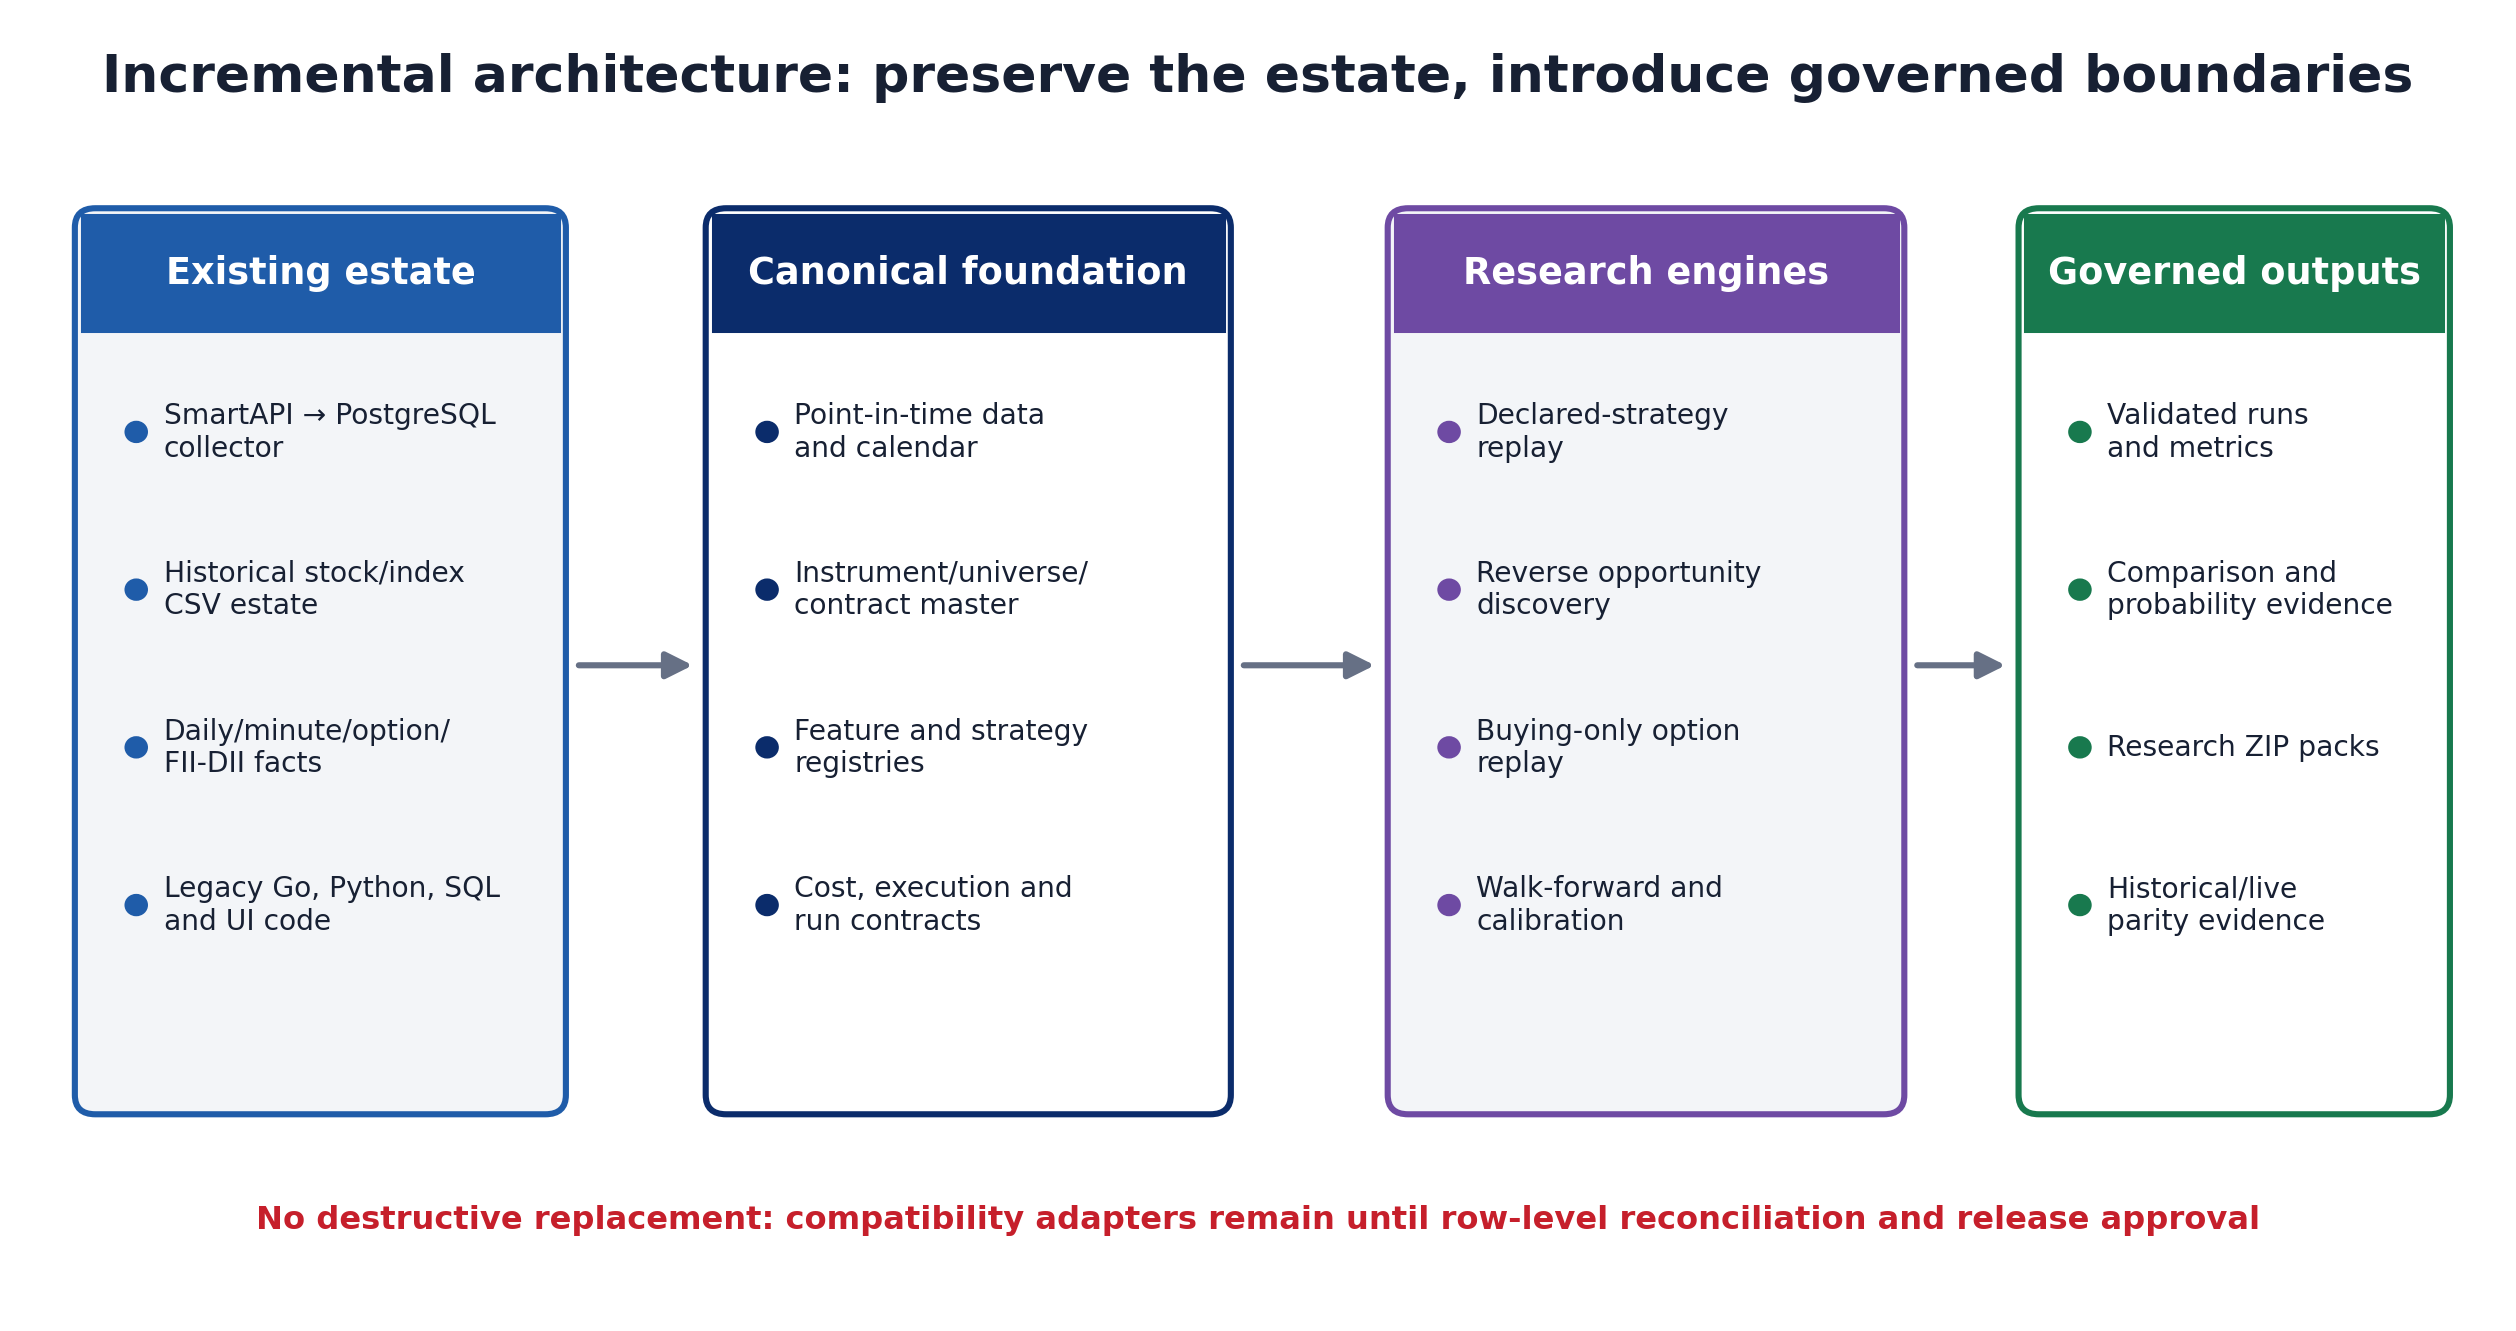 Incremental architecture: preserve the estate, introduce governed boundaries
Existing estate
SmartAPI → PostgreSQL
collector
Historical stock/index
CSV estate
Daily/minute/option/
FII-DII facts
Legacy Go, Python, SQL
and UI code
Canonical foundation
Point-in-time data
and calendar
Instrument/universe/
contract master
Feature and strategy
registries
Cost, execution and
run contracts
Research engines
Declared-strategy
replay
Reverse opportunity
discovery
Buying-only option
replay
Walk-forward and
calibration
Governed outputs
Validated runs
and metrics
Comparison and
probability evidence
Research ZIP packs
Historical/live
parity evidence
No destructive replacement: compatibility adapters remain until row-level reconciliation and release approval